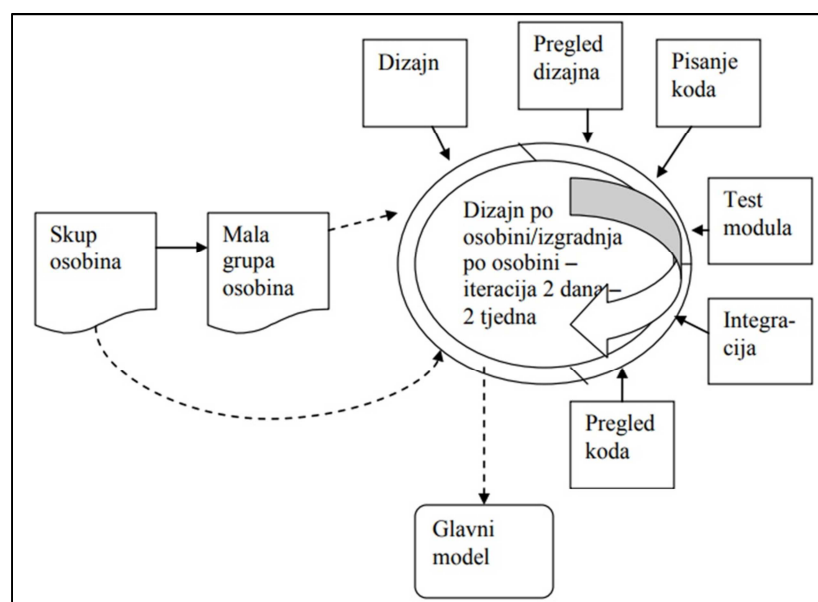 Dizajn
Pregled
dizajna
Pisanje
koda
Skup
osobina
Mala
grupa
osobina
Dizajn po
osobini/izgradnja
po osobini –
iteracija 2 dana–
2 tjedna
Test
modula
Integra-
cija
Pregled
koda
Glavni
model